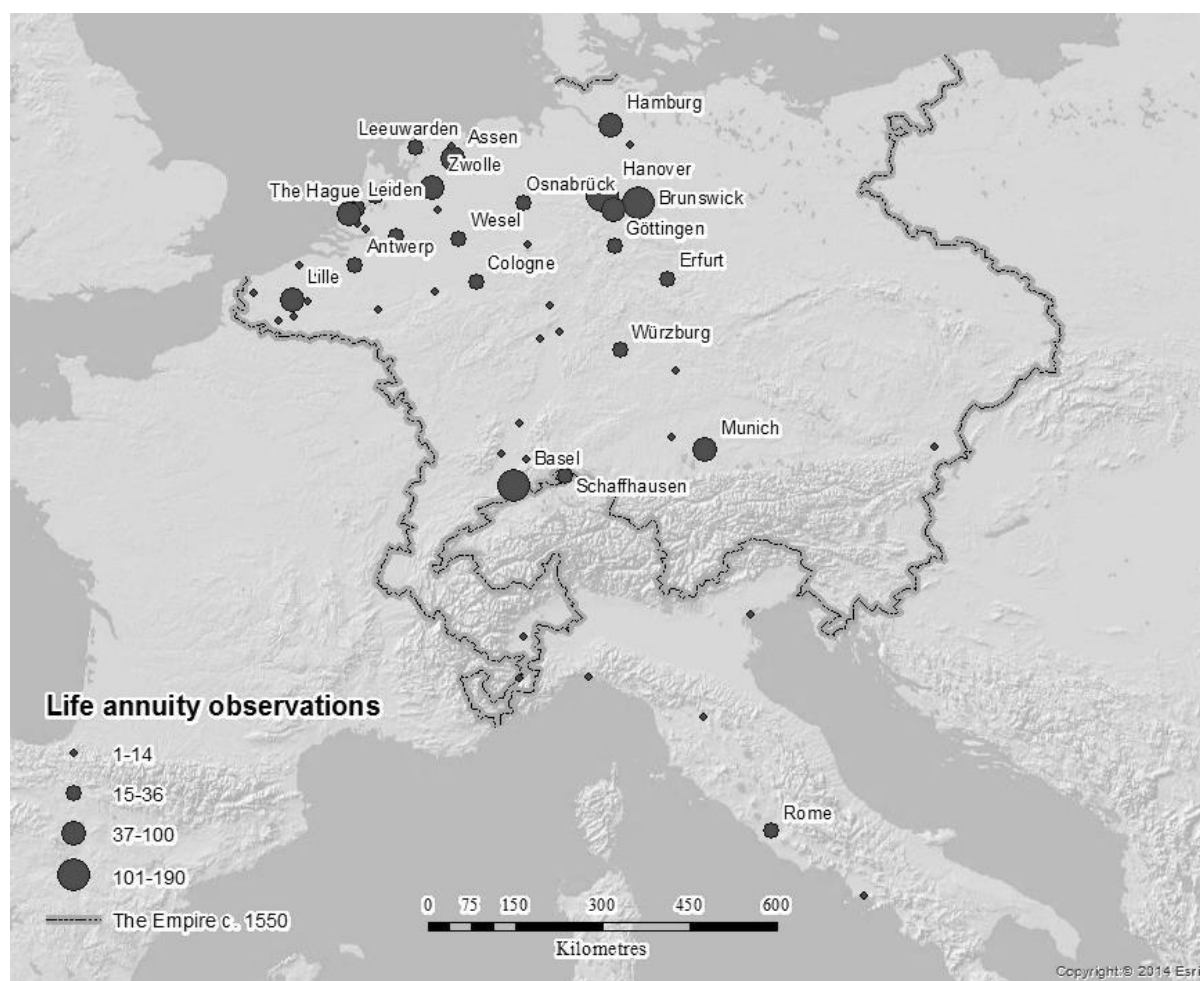 Hamburg
Leeuwarden
Assen
Zwolle
Hanover
The Hague
Leiden
Osnabrück
Brunswick
Wesel
Göttingen
Antwerp
Cologne
Erfurt
Lille
Würzburg
Munich
Basel
Schaffhausen
Rome
Life annuity observations
1-14
15-36
37-100
101-190
The Empire c. 1550
0 75 150 300 450 600
Kilometres
Copyright:© 2014 Esri